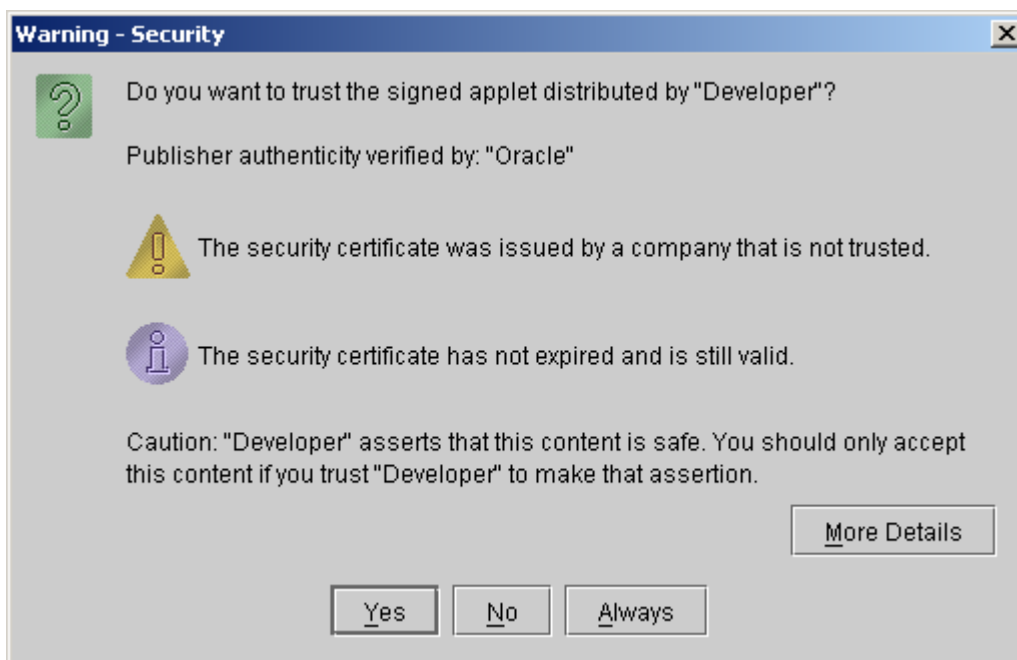 Warning - Security
Do you want to trust the signed applet distributed by "Developer"?
Publisher authenticity verified by: "Oracle"
The security certificate was issued by a company that is not trusted.
The security certificate has not expired and is still valid.
Caution: "Developer" asserts that this content is safe. You should only accept
this content if you trust "Developer" to make that assertion.
More Details
Yes No Always